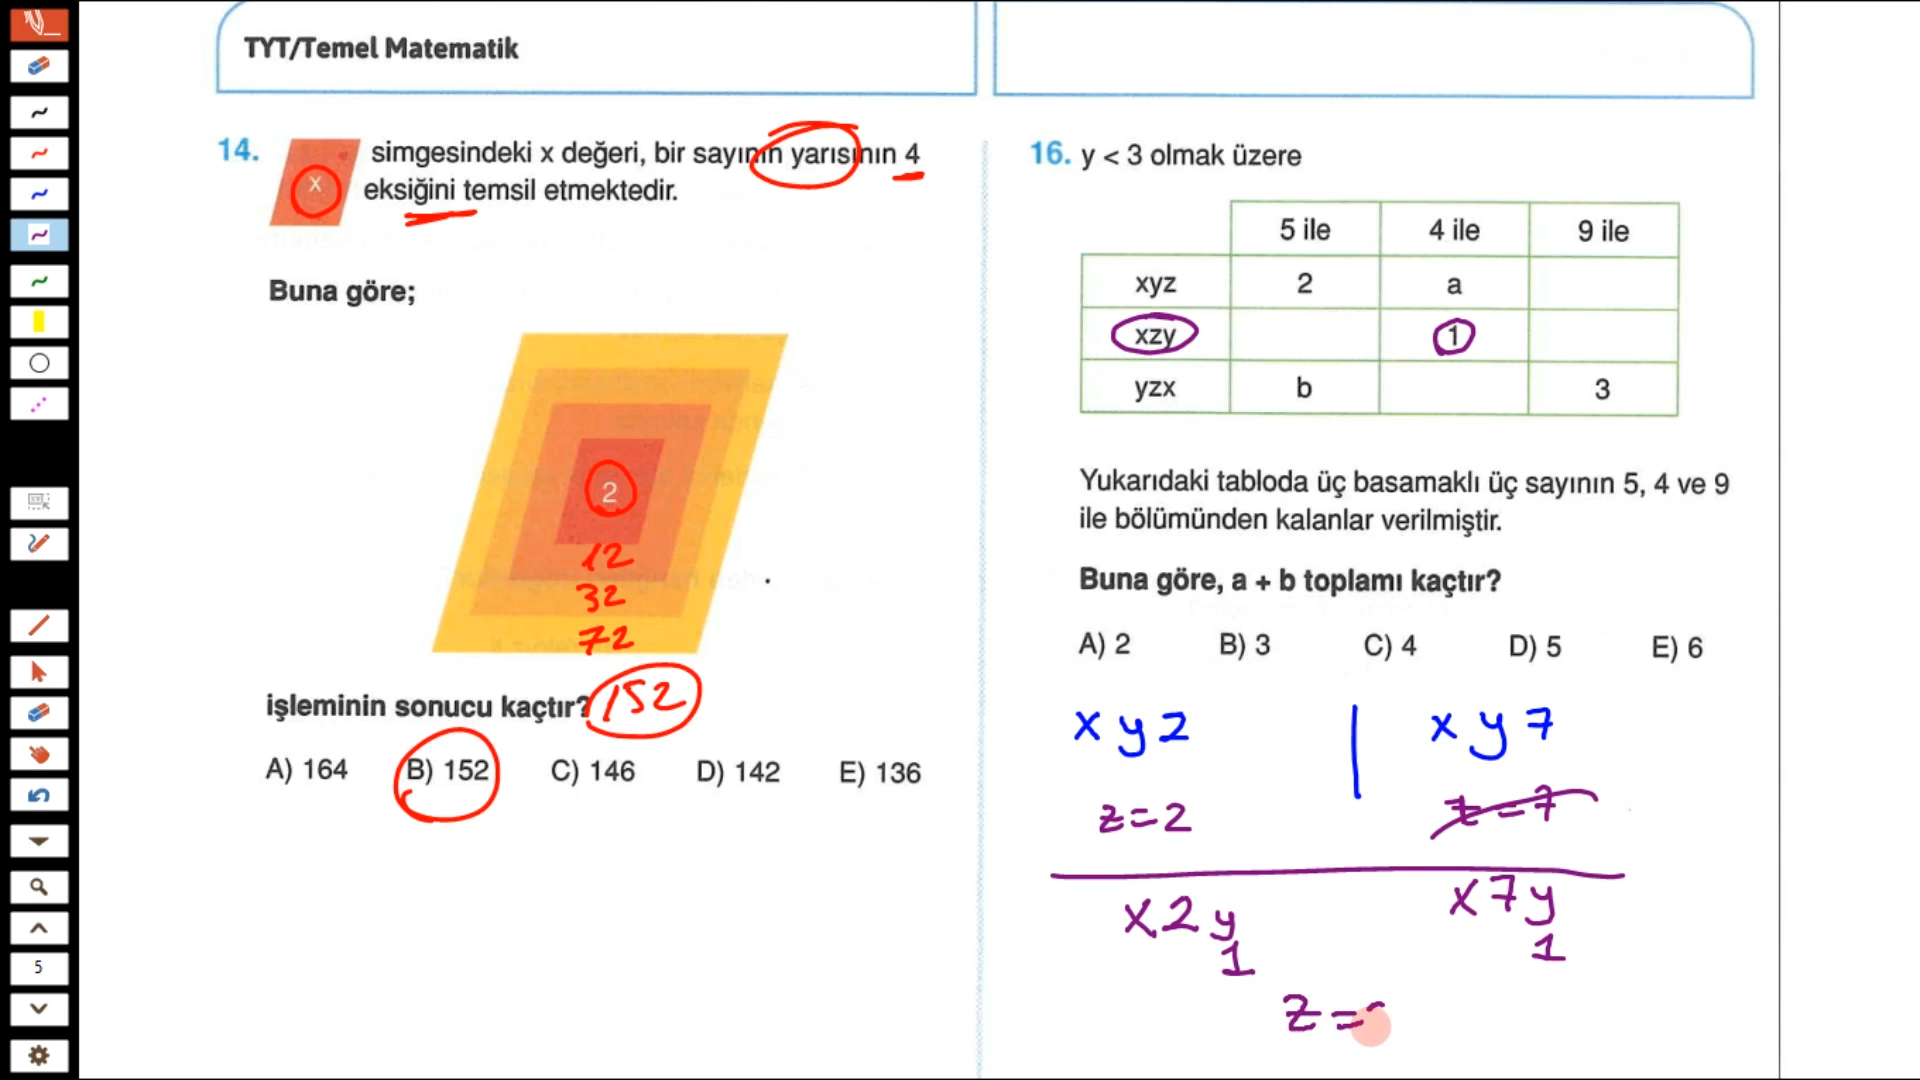 TYT/Temel Matematik
14.
x
simgesindeki x değeri, bir sayının yarısının 4
eksiğini temsil etmektedir.
Buna göre;
2
12
32
72
işleminin sonucu kaçtır?
152
A) 164 B) 152 C) 146 D) 142 E) 136
16. y < 3 olmak üzere
5 ile 4 ile 9 ile
xyz 2 a
xzy 1
yzx b 3
Yukarıdaki tabloda üç basamaklı üç sayının 5, 4 ve 9
ile bölümünden kalanlar verilmiştir.
Buna göre, a + b toplamı kaçtır?
A) 2 B) 3 C) 4 D) 5 E) 6
x y 2 x y 7
z=2 z=7
x2y x7y
1 1
z=
5